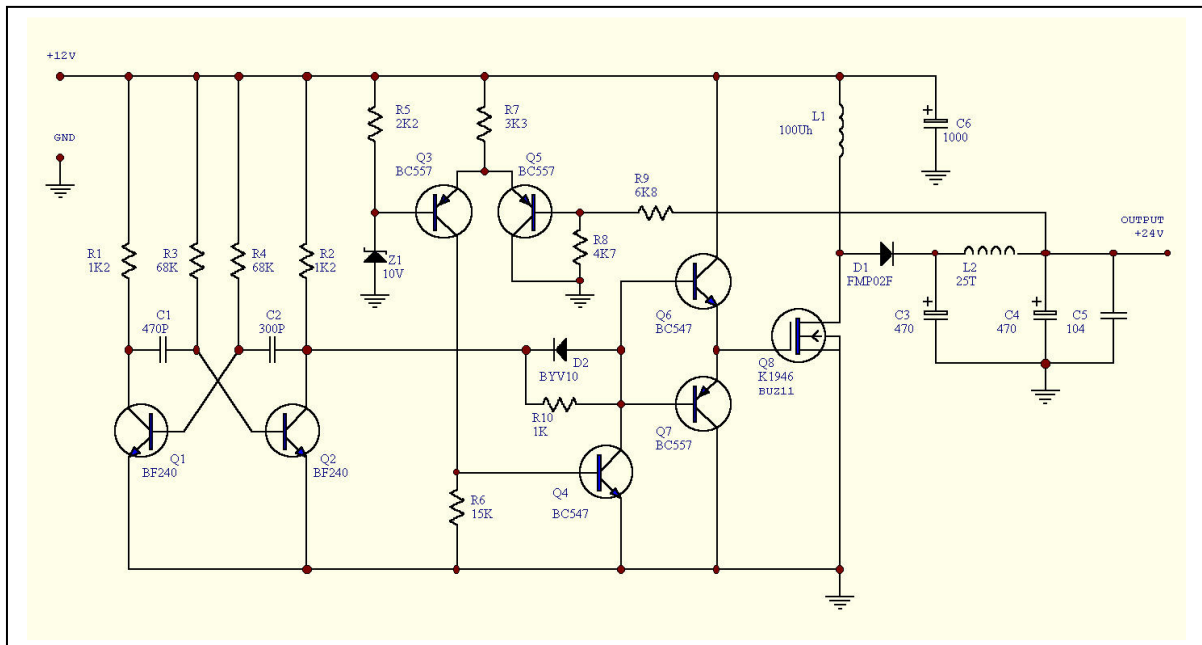 +12V
GND
R1
1K2
R3
68K
R4
68K
R2
1K2
C1
470P
C2
300P
Q1
BF240
Q2
BF240
R5
2K2
Z1
10V
Q3
BC557
R7
3K3
Q5
BC557
R8
4K7
R9
6K8
D2
BYV10
R10
1K
R6
15K
Q4
BC547
Q6
BC547
Q7
BC557
Q8
K1946
BUZ11
L1
100Uh
D1
FMP02F
L2
25T
C3
470
C4
470
C5
104
C6
1000
OUTPUT
+24V
+
+
+